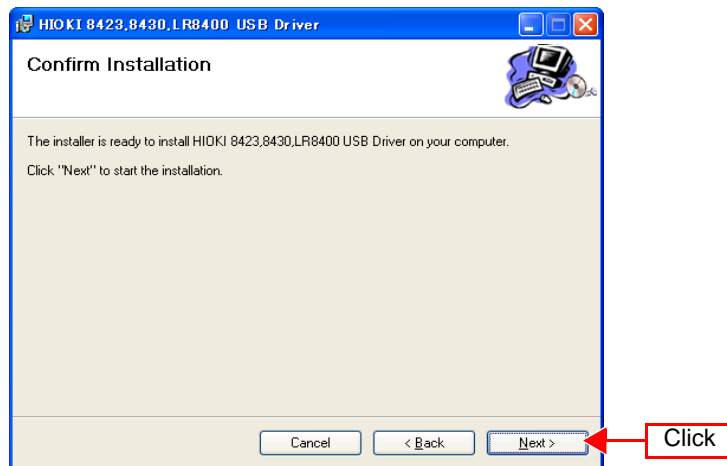 HIOKI 8423,8430,LR8400 USB Driver
Confirm Installation
The installer is ready to install HIOKI 8423,8430,LR8400 USB Driver on your computer.
Click "Next" to start the installation.
Cancel
< Back
Next >
Click